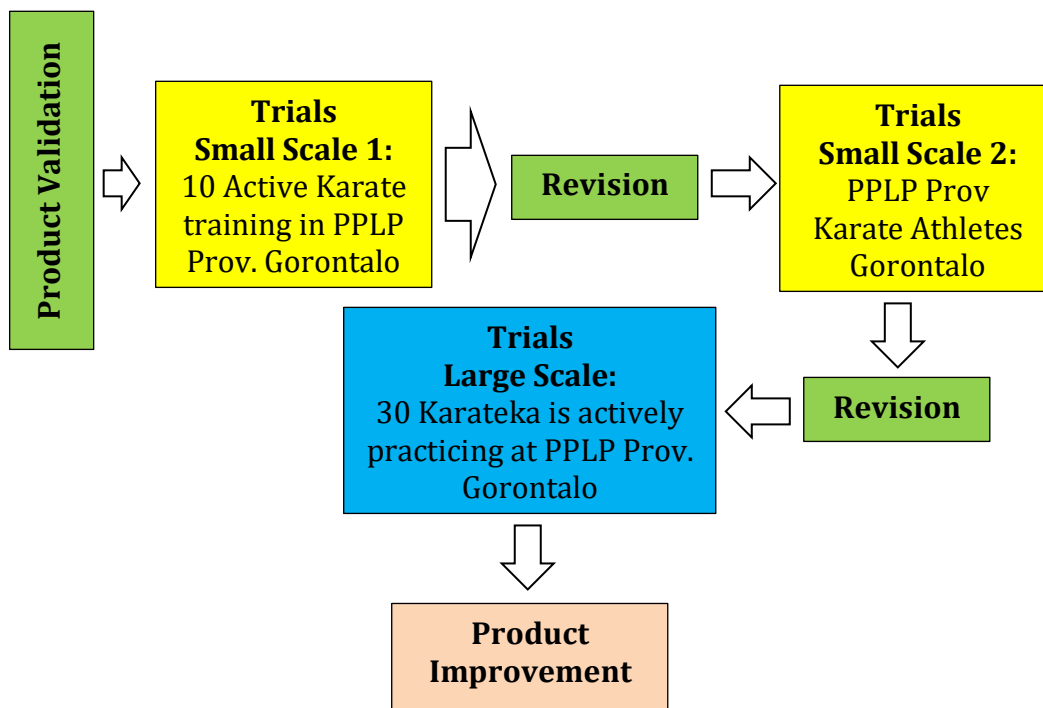 Product Validation
Trials
Small Scale 1:
10 Active Karate
training in PPLP
Prov. Gorontalo
Revision
Trials
Small Scale 2:
PPLP Prov
Karate Athletes
Gorontalo
Revision
Trials
Large Scale:
30 Karateka is actively
practicing at PPLP Prov.
Gorontalo
Product
Improvement